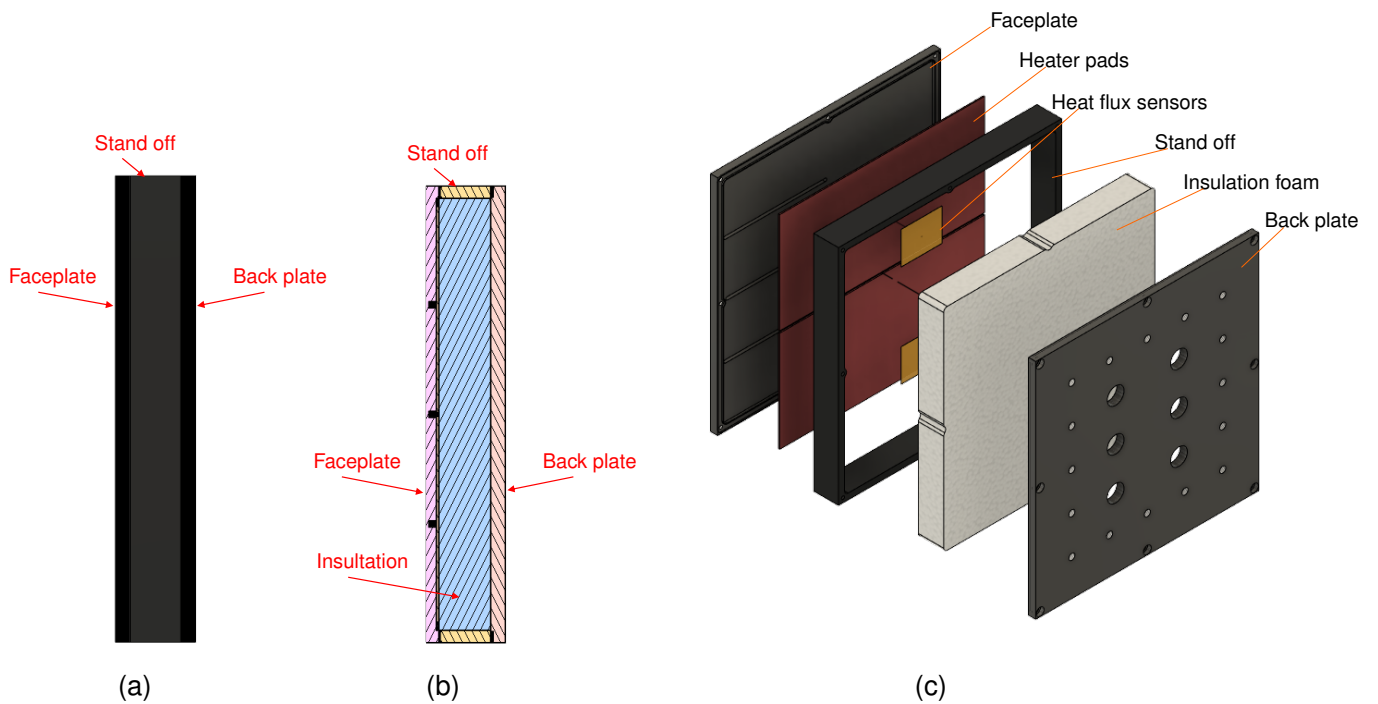 Stand off
Faceplate
Back plate
(a)
Stand off
Faceplate
Back plate
Insultation
(b)
Faceplate
Heater pads
Heat flux sensors
Stand off
Insulation foam
Back plate
(c)